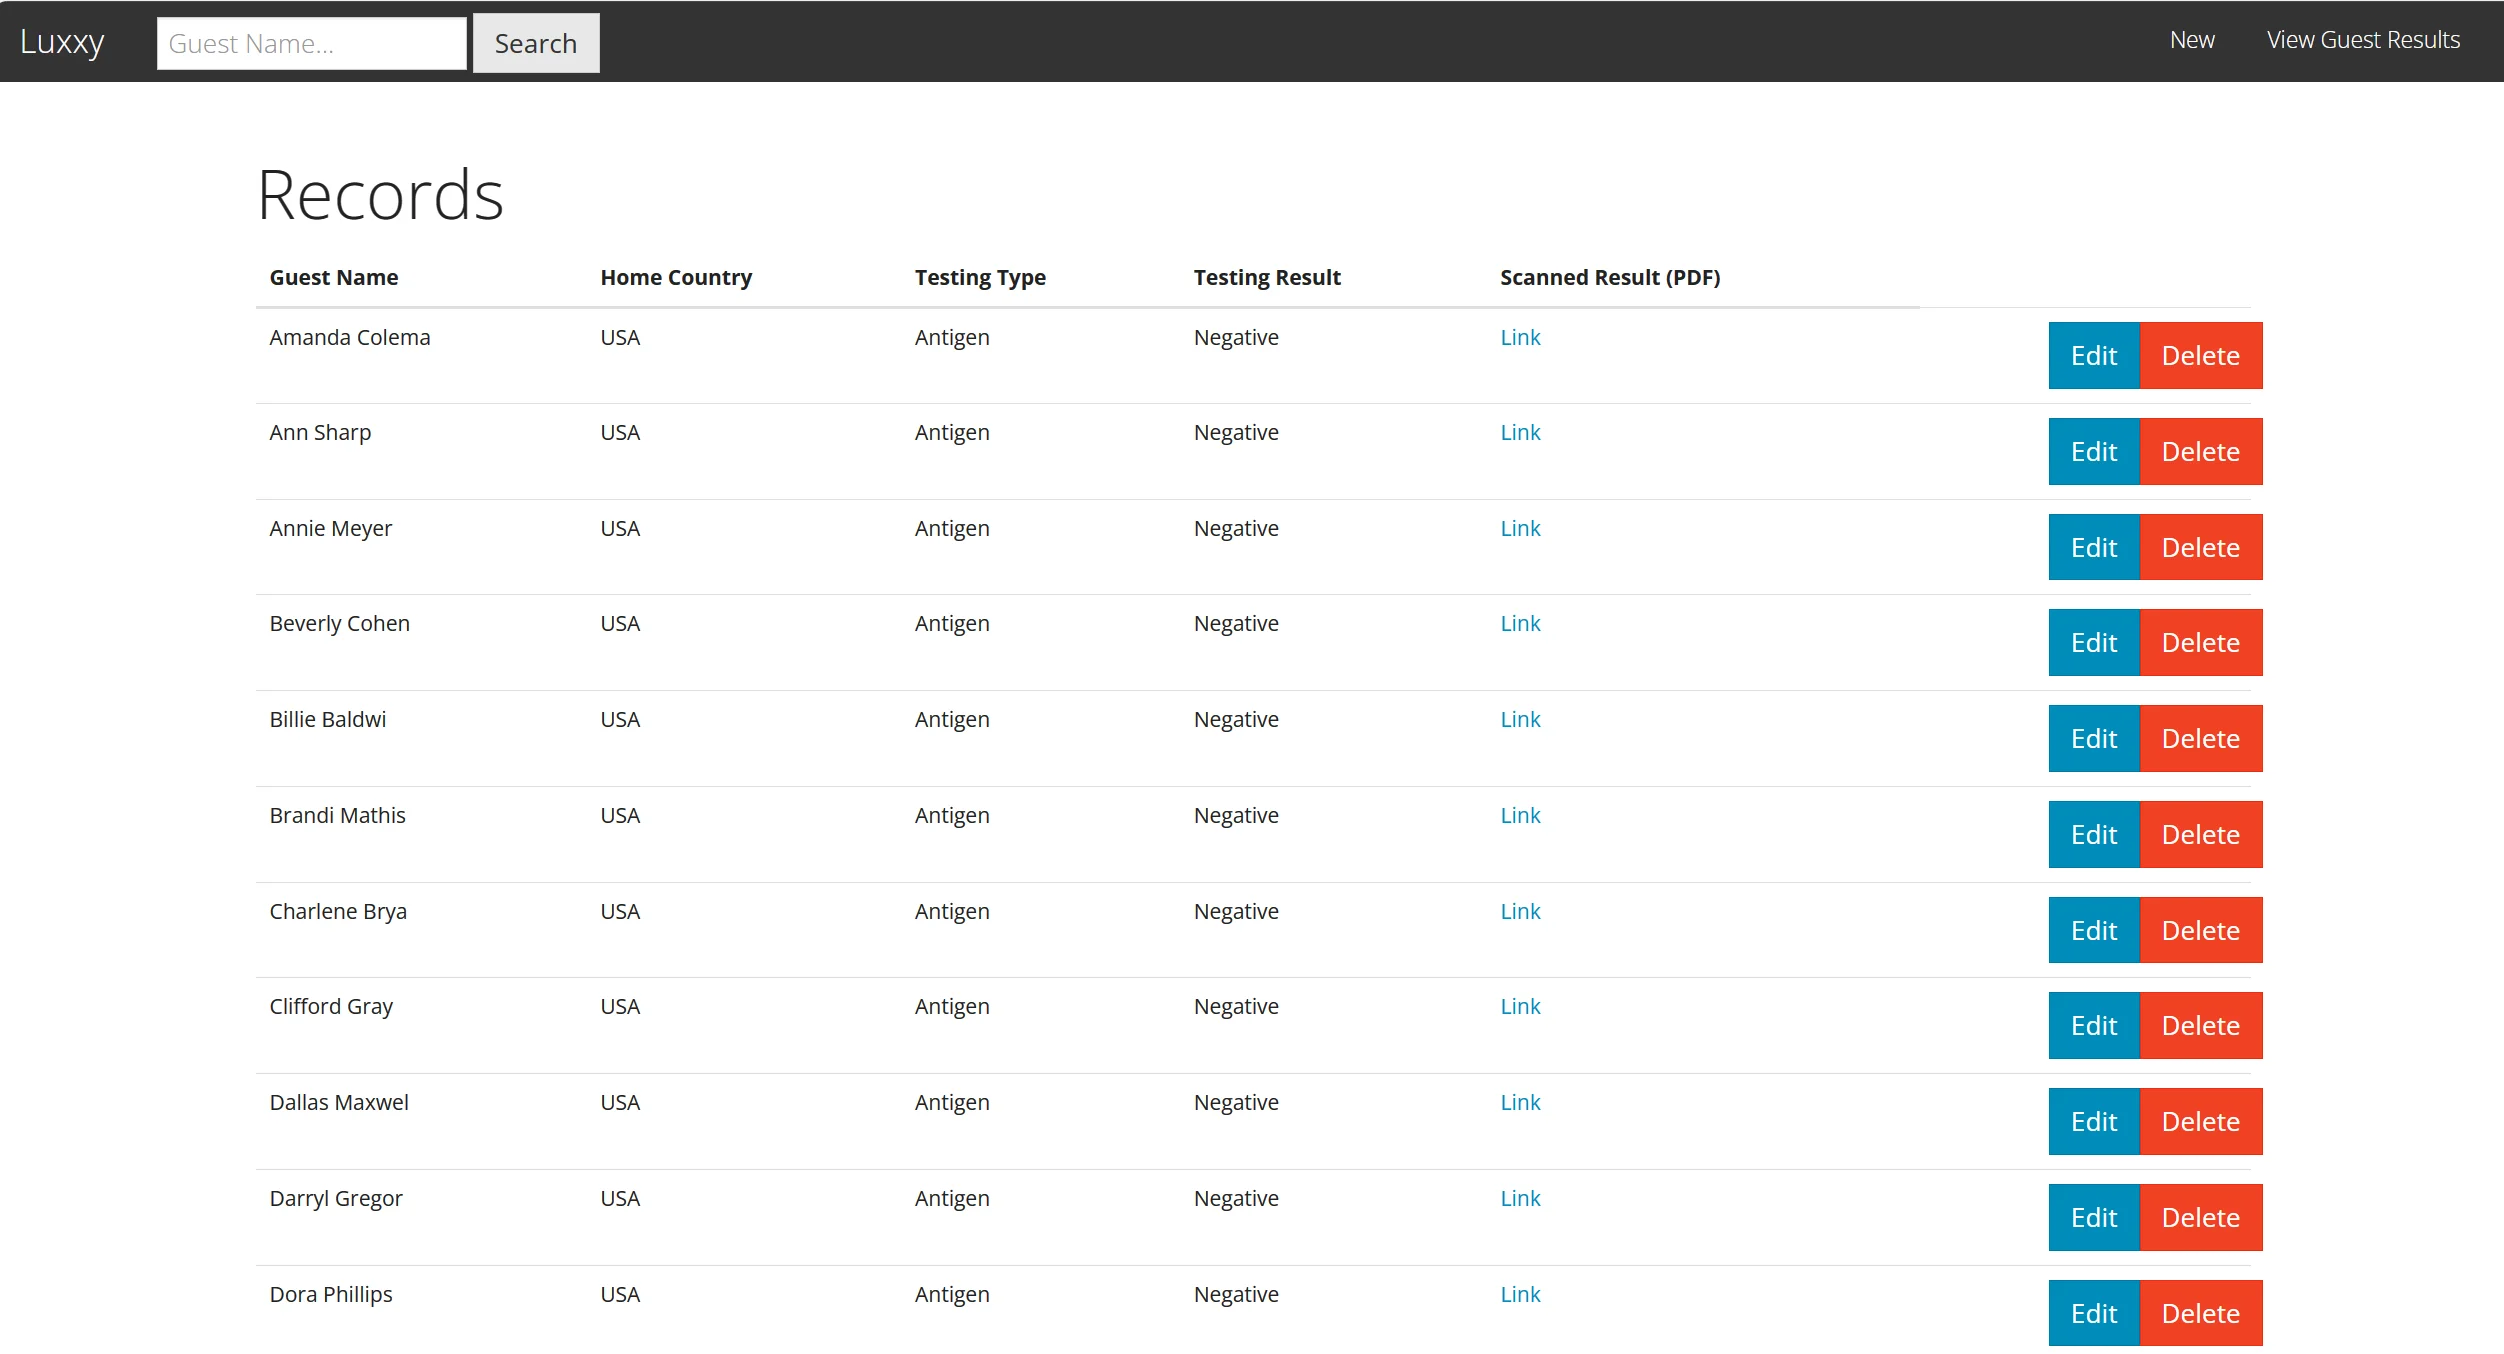 Luxxy Guest Name... Search New View Guest Results
Records
Guest Name Home Country Testing Type Testing Result Scanned Result (PDF)
Amanda Colema USA Antigen Negative Link Edit Delete
Ann Sharp USA Antigen Negative Link Edit Delete
Annie Meyer USA Antigen Negative Link Edit Delete
Beverly Cohen USA Antigen Negative Link Edit Delete
Billie Baldwi USA Antigen Negative Link Edit Delete
Brandi Mathis USA Antigen Negative Link Edit Delete
Charlene Brya USA Antigen Negative Link Edit Delete
Clifford Gray USA Antigen Negative Link Edit Delete
Dallas Maxwel USA Antigen Negative Link Edit Delete
Darryl Gregor USA Antigen Negative Link Edit Delete
Dora Phillips USA Antigen Negative Link Edit Delete